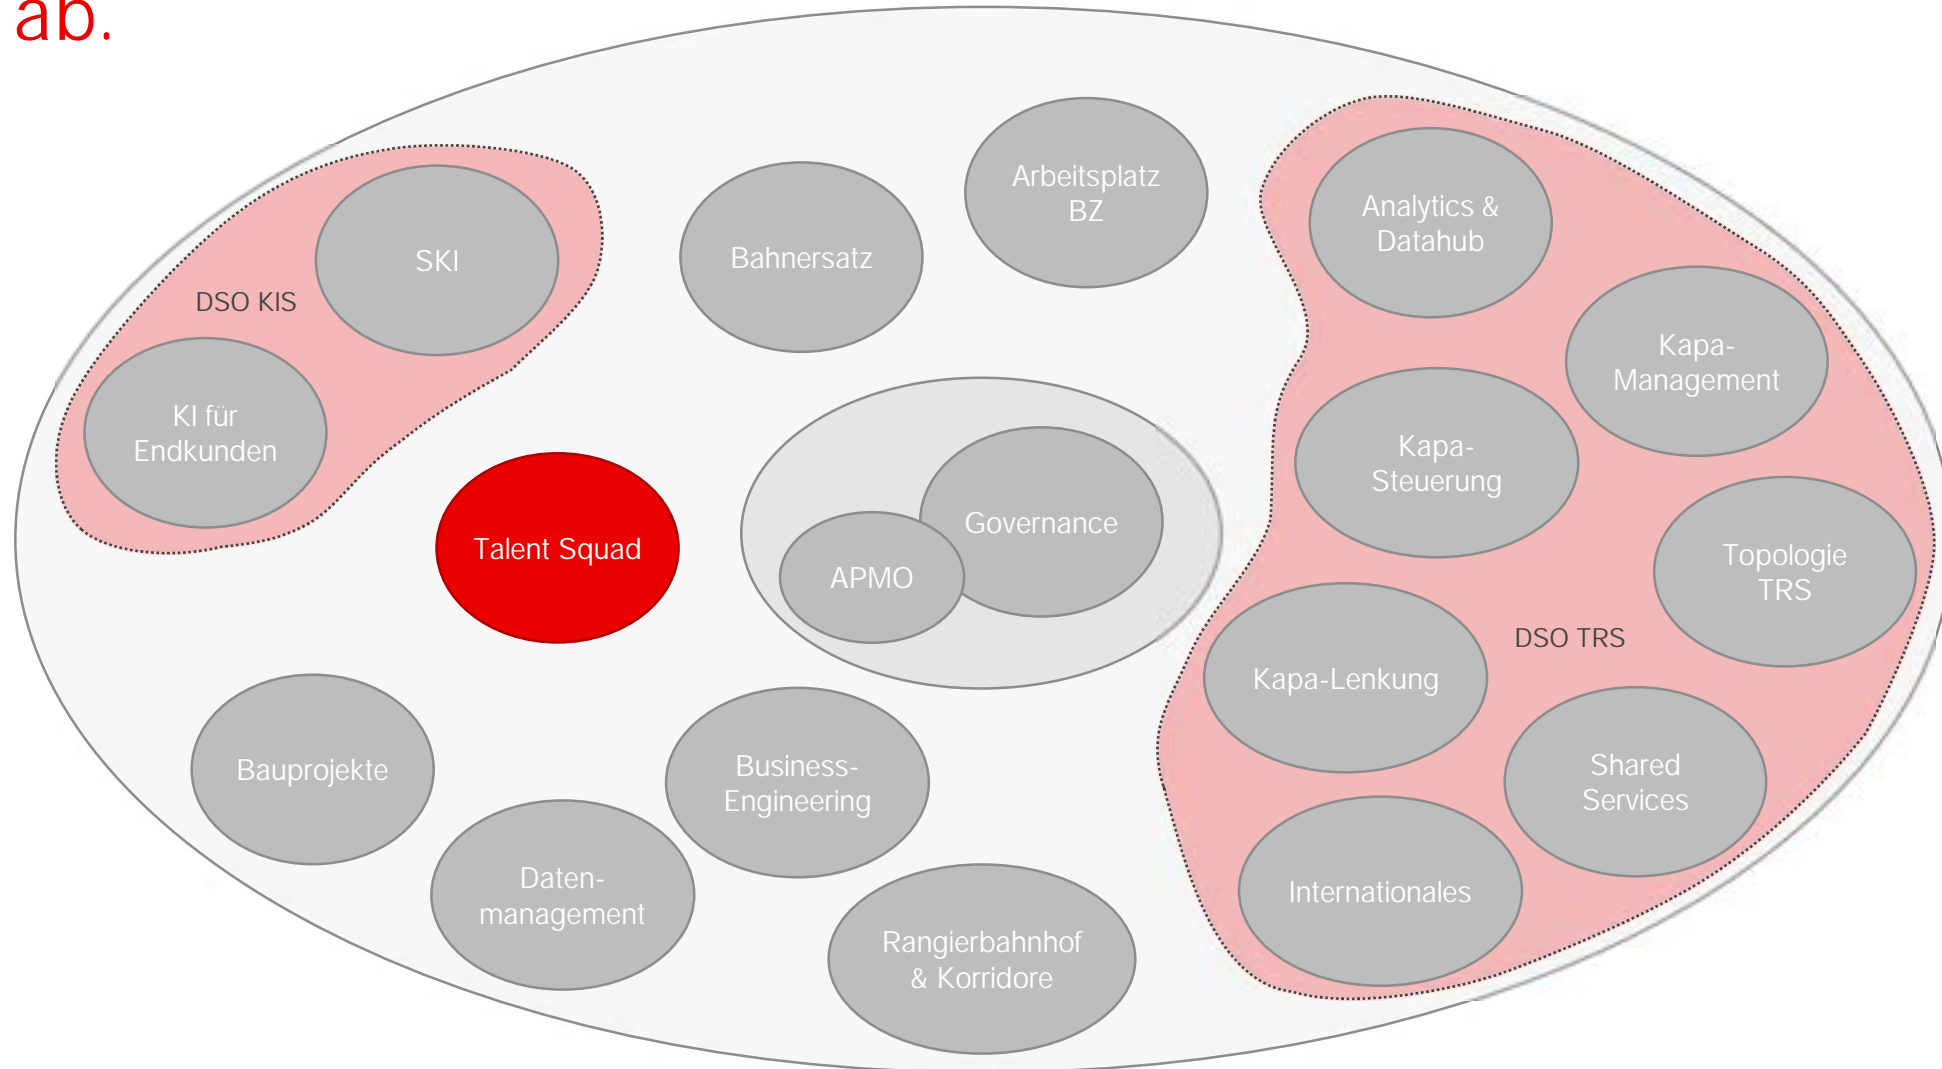 ab.
Arbeitsplatz
BZ
Analytics &
Datahub
SKI
Bahnersatz
DSO KIS
Kapa-
Management
KI für
Endkunden
Kapa-
Steuerung
Talent Squad
Governance
APMO
Topologie
TRS
DSO TRS
Kapa-Lenkung
Bauprojekte
Business-
Engineering
Shared
Services
Daten-
management
Internationales
Rangierbahnhof
& Korridore